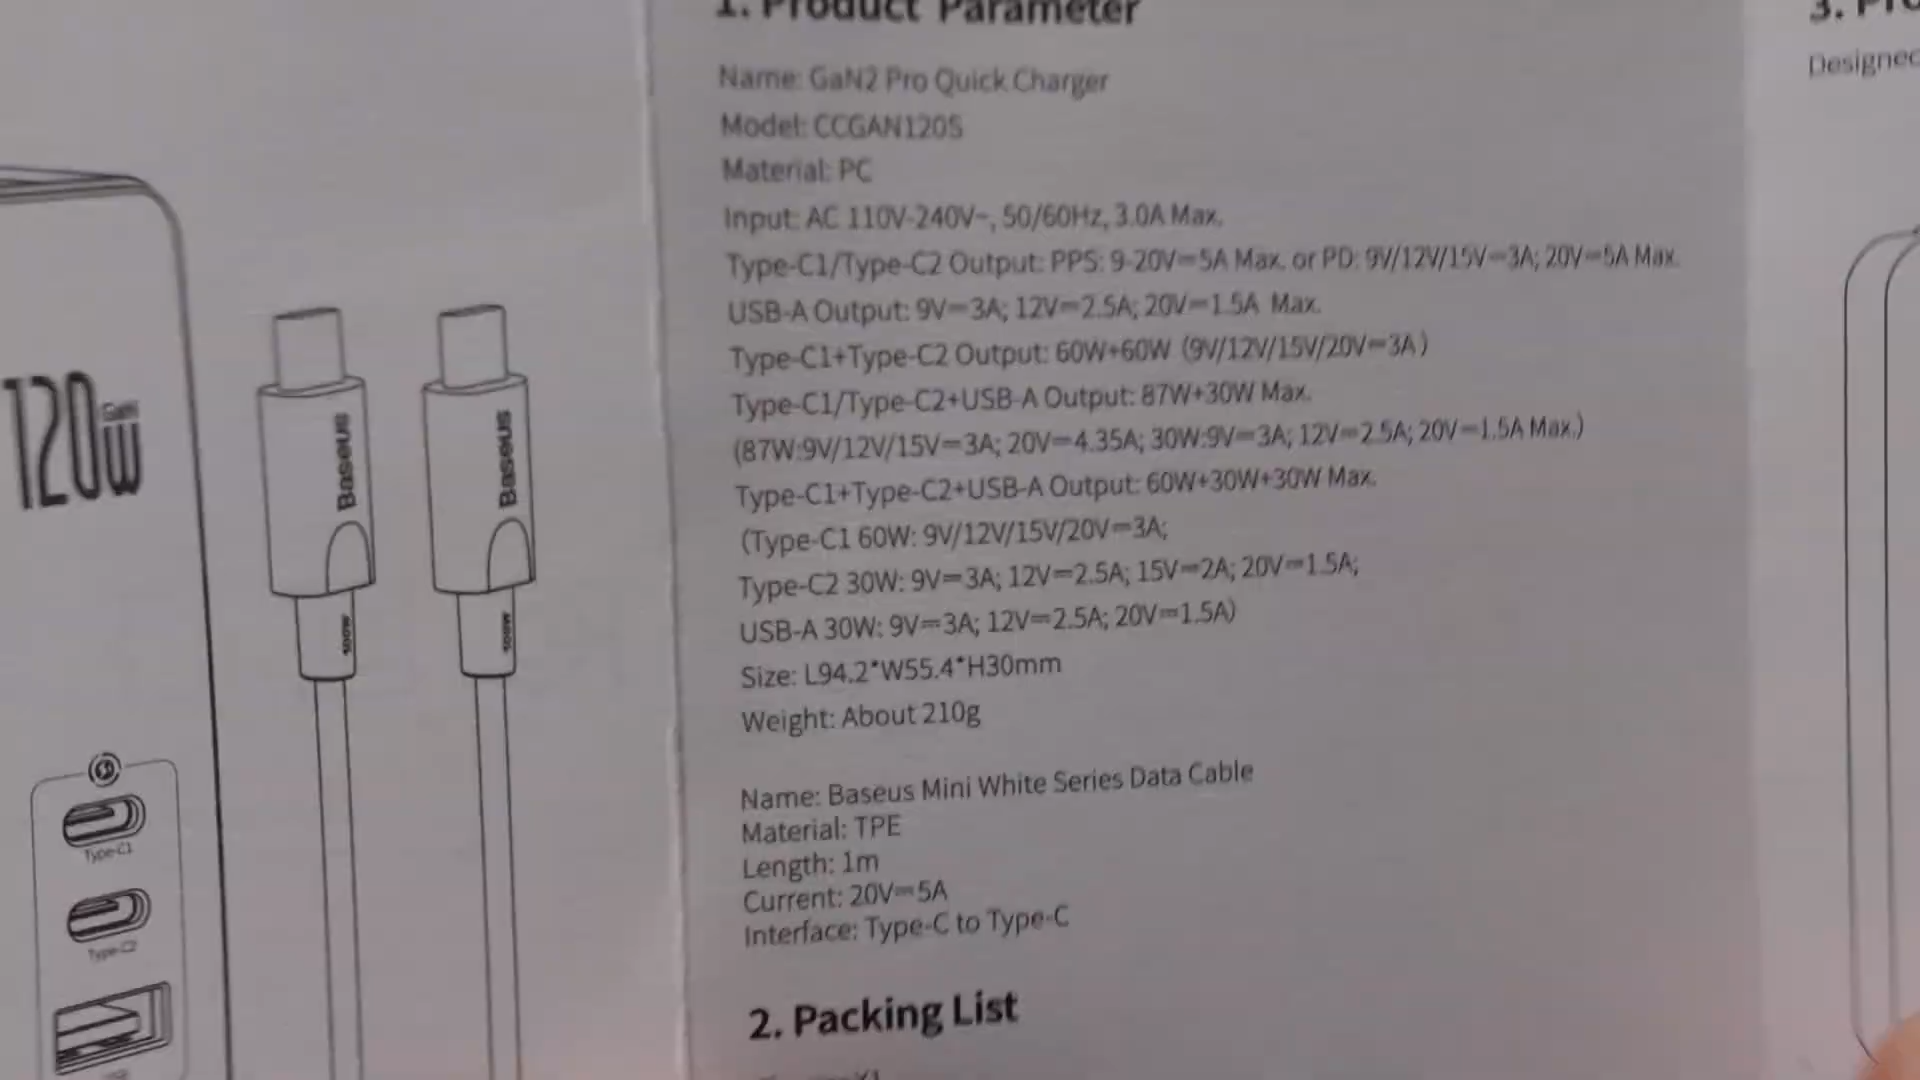 1. Product Parameter
Name: GaN2 Pro Quick Charger
Model: CCGAN120S
Material: PC
Input: AC 110V-240V~, 50/60Hz, 3.0A Max.
Type-C1/Type-C2 Output: PPS: 9-20V⎓5A Max. or PD: 9V/12V/15V⎓3A; 20V⎓5A Max.
USB-A Output: 9V⎓3A; 12V⎓2.5A; 20V⎓1.5A Max.
Type-C1+Type-C2 Output: 60W+60W (9V/12V/15V/20V⎓3A)
Type-C1/Type-C2+USB-A Output: 87W+30W Max.
(87W:9V/12V/15V⎓3A; 20V⎓4.35A; 30W:9V⎓3A; 12V⎓2.5A; 20V⎓1.5A Max.)
Type-C1+Type-C2+USB-A Output: 60W+30W+30W Max.
(Type-C1 60W: 9V/12V/15V/20V⎓3A;
Type-C2 30W: 9V⎓3A; 12V⎓2.5A; 15V⎓2A; 20V⎓1.5A;
USB-A 30W: 9V⎓3A; 12V⎓2.5A; 20V⎓1.5A)
Size: L94.2*W55.4*H30mm
Weight: About 210g
Name: Baseus Mini White Series Data Cable
Material: TPE
Length: 1m
Current: 20V⎓5A
Interface: Type-C to Type-C
2. Packing List
120W
GaN
Baseus
100W
Baseus
100W
Type-C1
Type-C2
3.
Designed